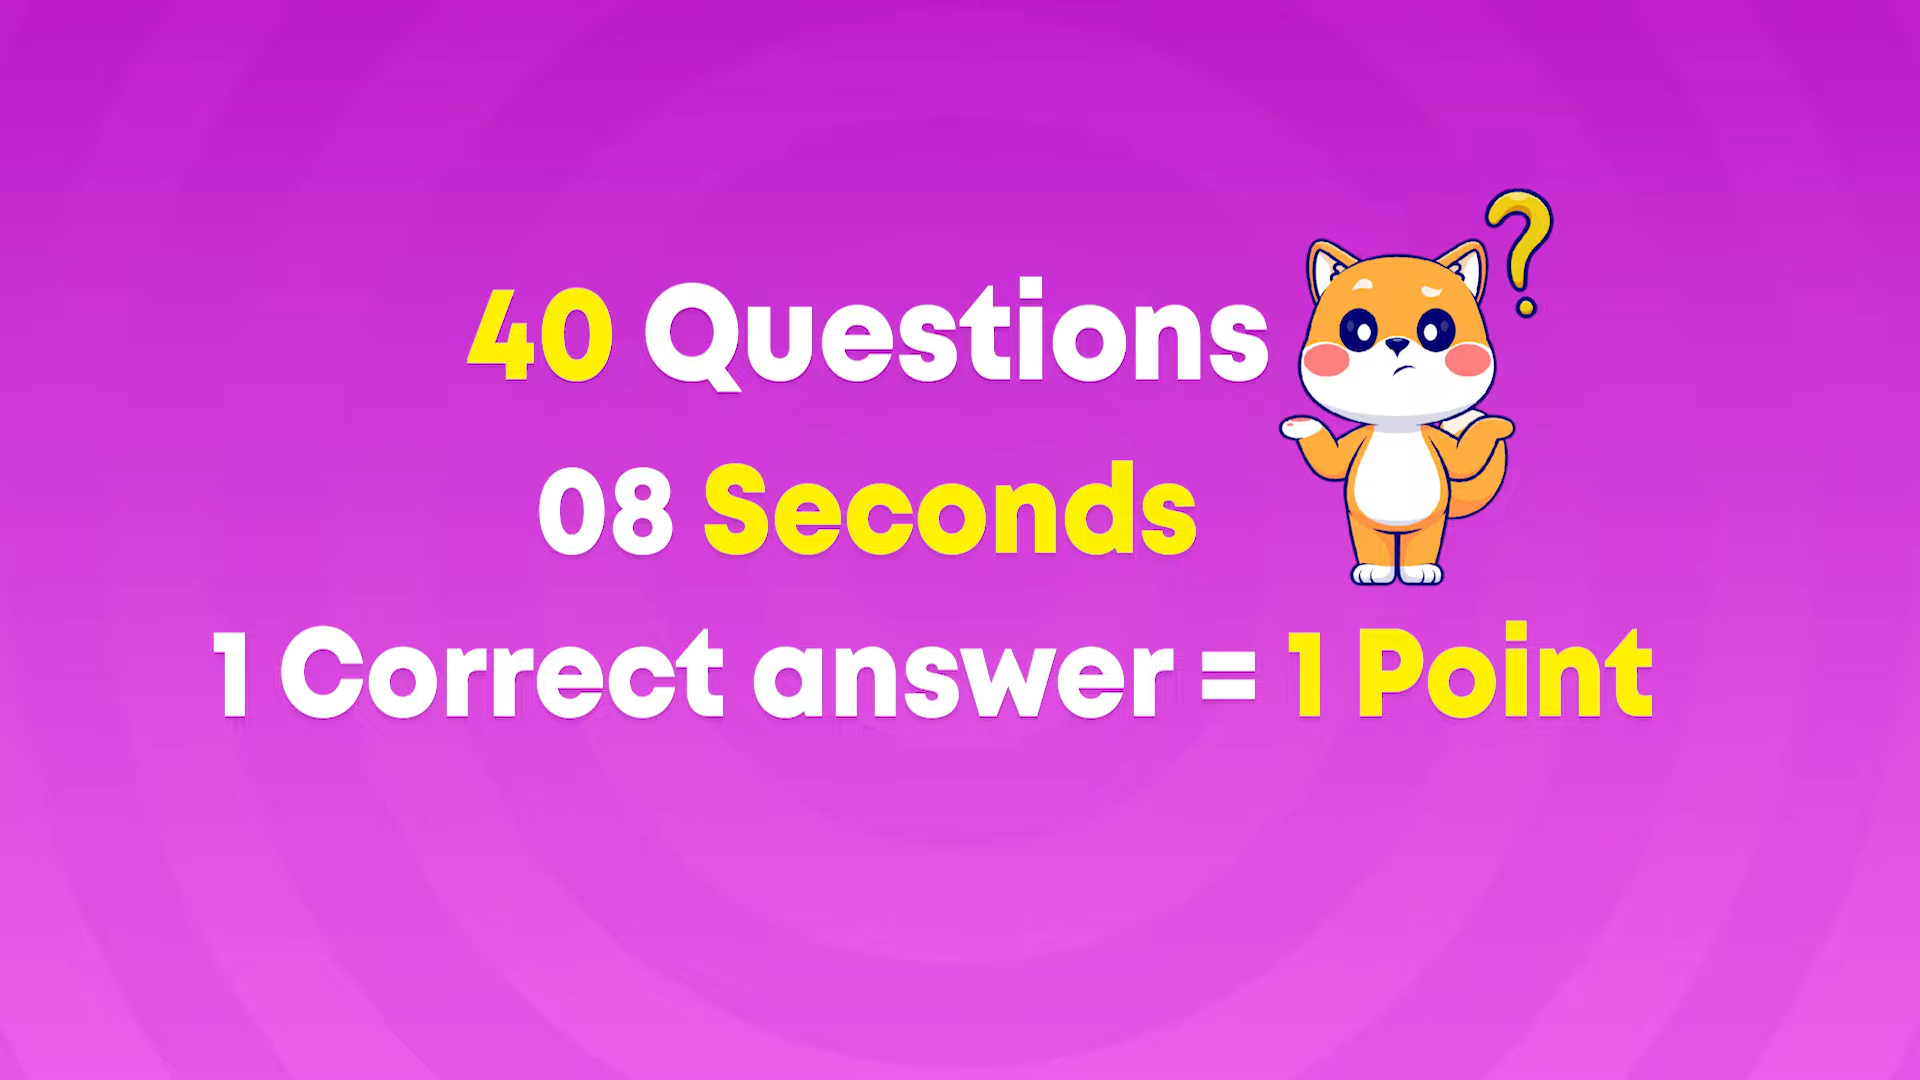 40 Questions
08 Seconds
1 Correct answer = 1 Point